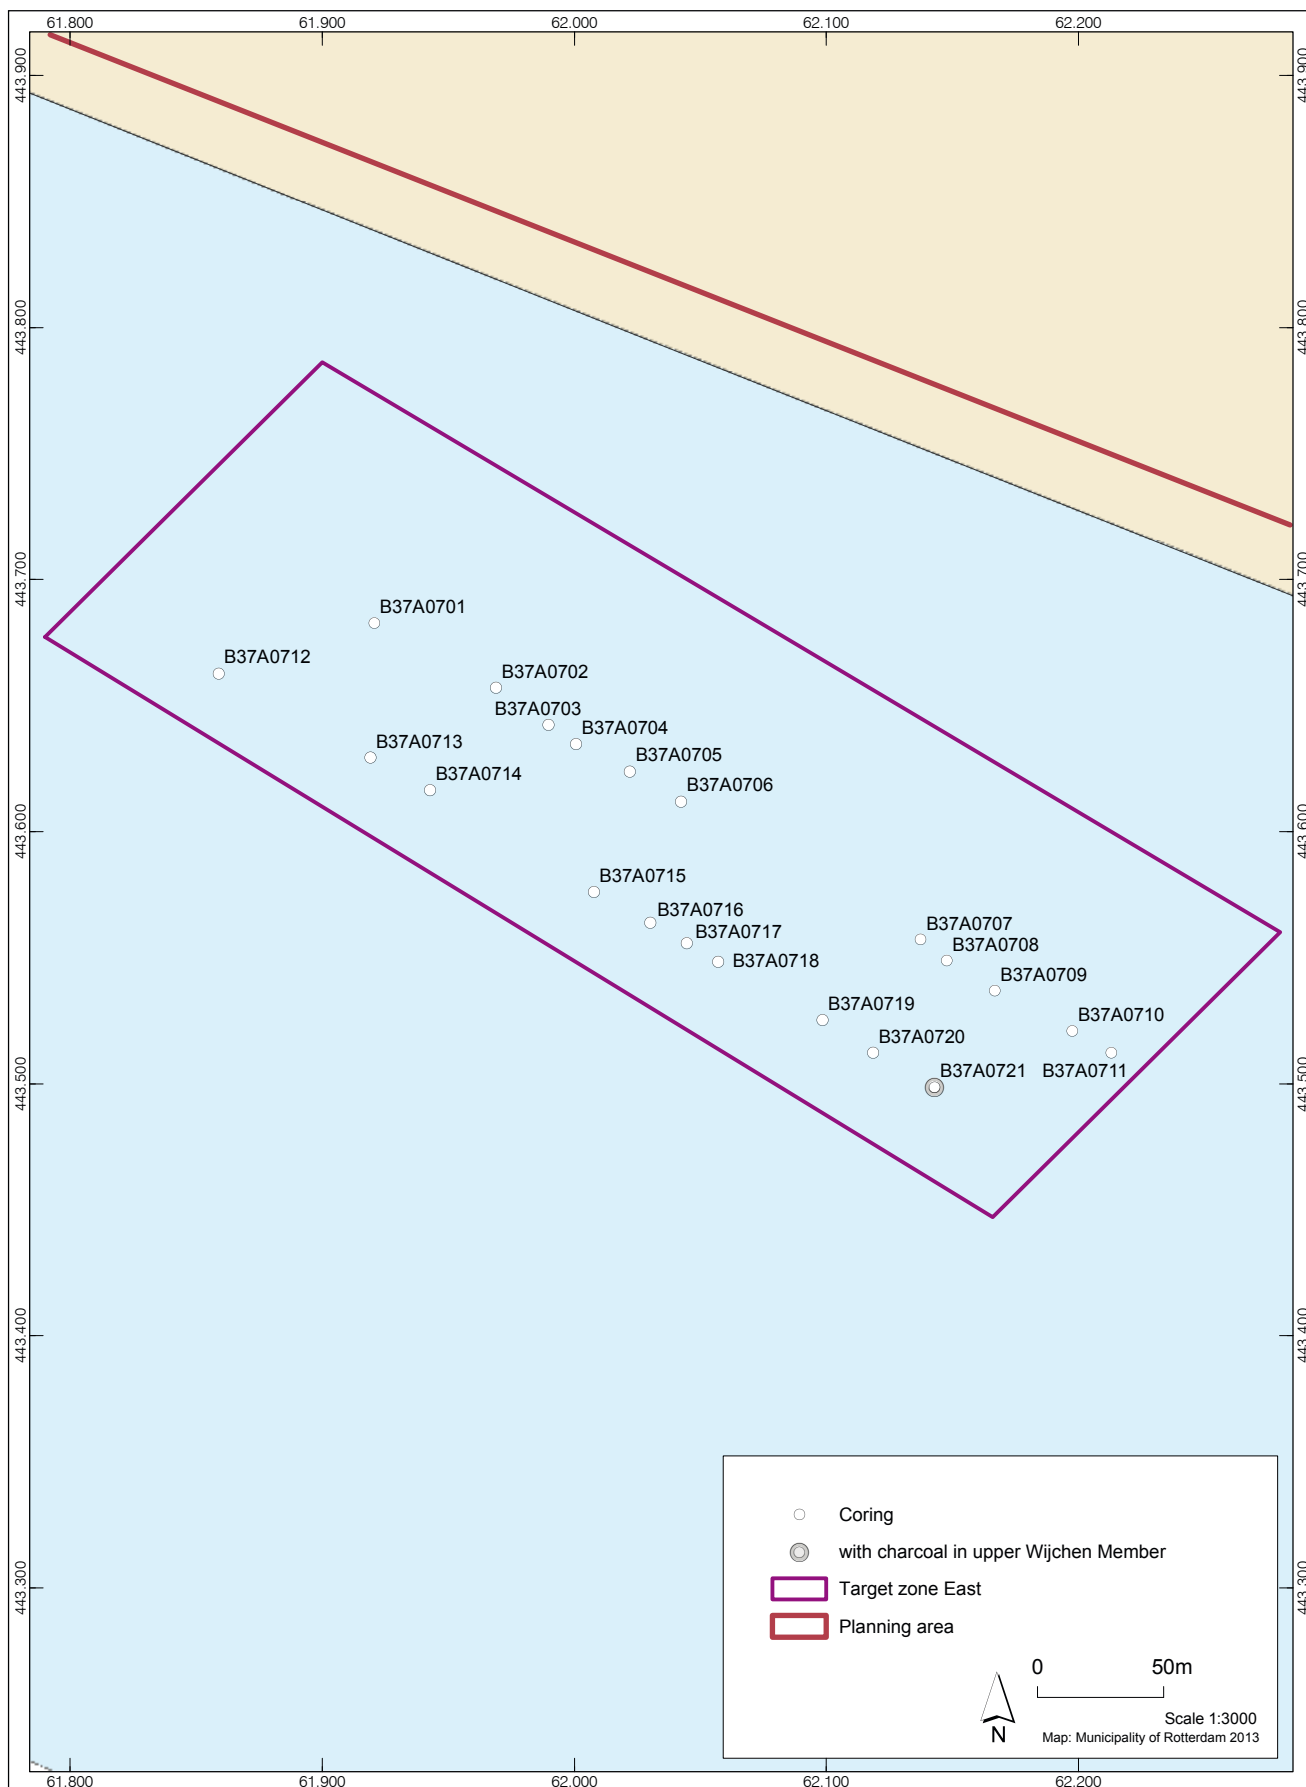 61.800 61.900 62.000 62.100 62.200
443.900 443.900
443.800 443.800
443.700 443.700
B37A0701
B37A0712
B37A0702
B37A0703
B37A0704
B37A0713
B37A0705
B37A0714
B37A0706
443.600 443.600
B37A0715
B37A0716
B37A0707
B37A0717
B37A0708
B37A0718
B37A0709
B37A0719
B37A0710
B37A0720
B37A0721
B37A0711
443.500 443.500
443.400 443.400
Coring
with charcoal in upper Wijchen Member
443.300 443.300
Target zone East
Planning area
0 50m
N
Scale 1:3000
Map: Municipality of Rotterdam 2013
61.800 61.900 62.000 62.100 62.200